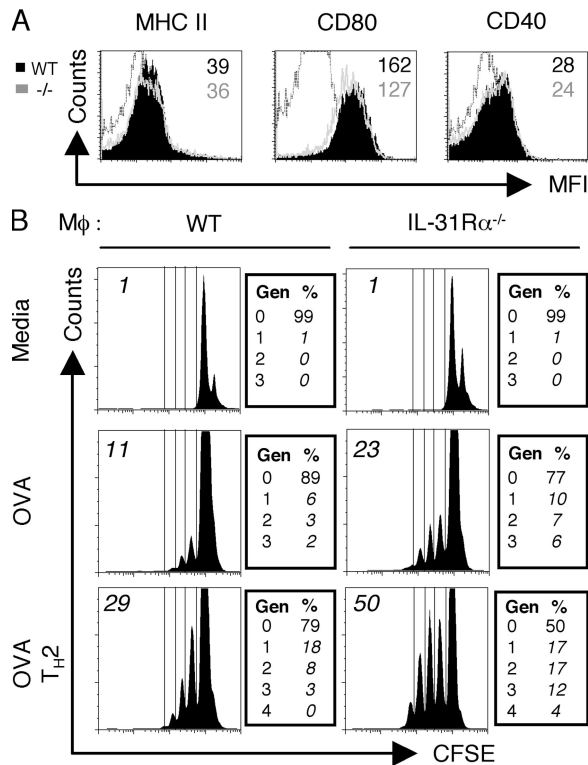 A
MHC II
CD80
CD40
Counts
WT
-/-
39
36
162
127
28
24
MFI
B
Mϕ :
WT
IL-31Rα-/-
Counts
Media
1
Gen %
0 99
1 1
2 0
3 0
1
Gen %
0 99
1 1
2 0
3 0
OVA
11
Gen %
0 89
1 6
2 3
3 2
23
Gen %
0 77
1 10
2 7
3 6
OVA
TH2
29
Gen %
0 79
1 18
2 8
3 3
4 0
50
Gen %
0 50
1 17
2 17
3 12
4 4
CFSE